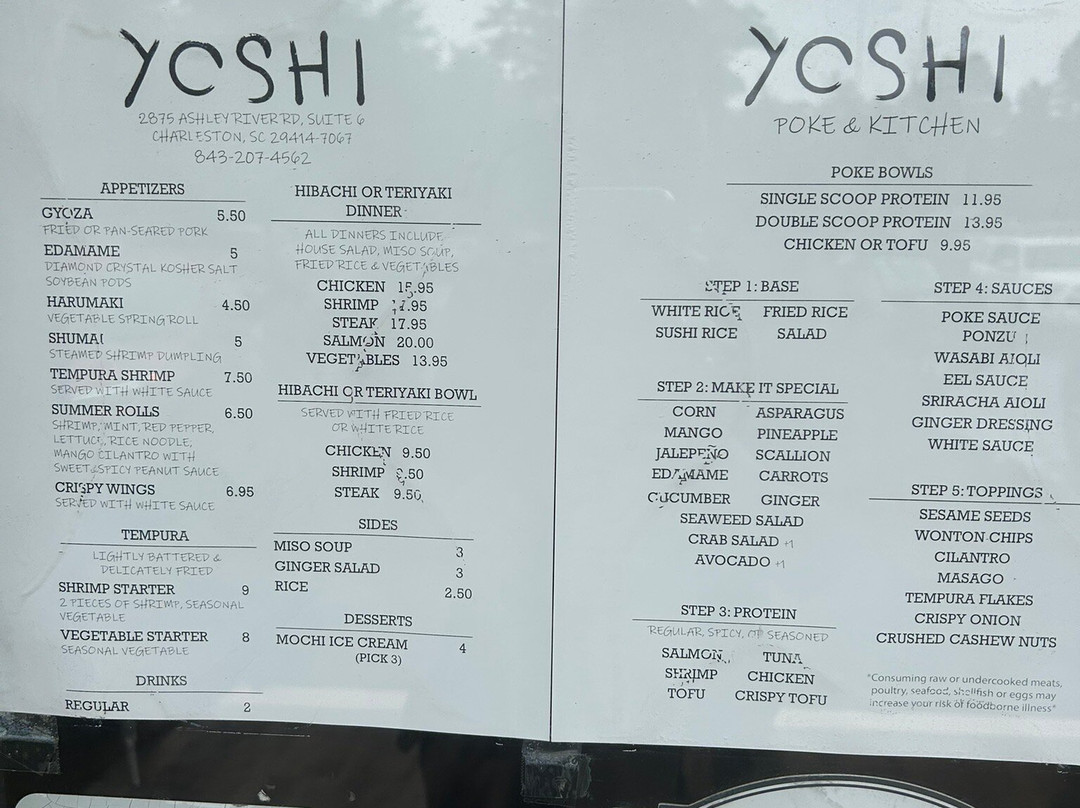 YOSHI
2875 ASHLEY RIVER RD, SUITE 6
CHARLESTON, SC 29414-7067
843-207-4562
APPETIZERS
GYOZA 5.50
FRIED OR PAN-SEARED PORK
EDAMAME 5
DIAMOND CRYSTAL KOSHER SALT
SOYBEAN PODS
HARUMAKI 4.50
VEGETABLE SPRING ROLL
SHUMAI 5
STEAMED SHRIMP DUMPLING
TEMPURA SHRIMP 7.50
SERVED WITH WHITE SAUCE
SUMMER ROLLS 6.50
SHRIMP, MINT, RED PEPPER,
LETTUCE, RICE NOODLE,
MANGO CILANTRO WITH
SWEET & SPICY PEANUT SAUCE
CRISPY WINGS 6.95
SERVED WITH WHITE SAUCE
TEMPURA
LIGHTLY BATTERED &
DELICATELY FRIED
SHRIMP STARTER 9
2 PIECES OF SHRIMP, SEASONAL
VEGETABLE
VEGETABLE STARTER 8
SEASONAL VEGETABLE
DRINKS
REGULAR 2
HIBACHI OR TERIYAKI
DINNER
ALL DINNERS INCLUDE
HOUSE SALAD, MISO SOUP,
FRIED RICE & VEGETABLES
CHICKEN 15.95
SHRIMP .95
STEAK 17.95
SALMON 20.00
VEGETABLES 13.95
HIBACHI OR TERIYAKI BOWL
SERVED WITH FRIED RICE
OR WHITE RICE
CHICKEN 9.50
SHRIMP .50
STEAK 9.50
SIDES
MISO SOUP 3
GINGER SALAD 3
RICE 2.50
DESSERTS
MOCHI ICE CREAM 4
(PICK 3)
YOSHI
POKE & KITCHEN
POKE BOWLS
SINGLE SCOOP PROTEIN 11.95
DOUBLE SCOOP PROTEIN 13.95
CHICKEN OR TOFU 9.95
STEP 1: BASE
WHITE RICE FRIED RICE
SUSHI RICE SALAD
STEP 2: MAKE IT SPECIAL
CORN ASPARAGUS
MANGO PINEAPPLE
JALEPEÑO SCALLION
EDAMAME CARROTS
CUCUMBER GINGER
SEAWEED SALAD
CRAB SALAD +1
AVOCADO +1
STEP 3: PROTEIN
REGULAR, SPICY, OR SEASONED
SALMON TUNA
SHRIMP CHICKEN
TOFU CRISPY TOFU
STEP 4: SAUCES
POKE SAUCE
PONZU
WASABI AIOLI
EEL SAUCE
SRIRACHA AIOLI
GINGER DRESSING
WHITE SAUCE
STEP 5: TOPPINGS
SESAME SEEDS
WONTON CHIPS
CILANTRO
MASAGO
TEMPURA FLAKES
CRISPY ONION
CRUSHED CASHEW NUTS
*Consuming raw or undercooked meats,
poultry, seafood, shellfish or eggs may
increase your risk of foodborne illness*